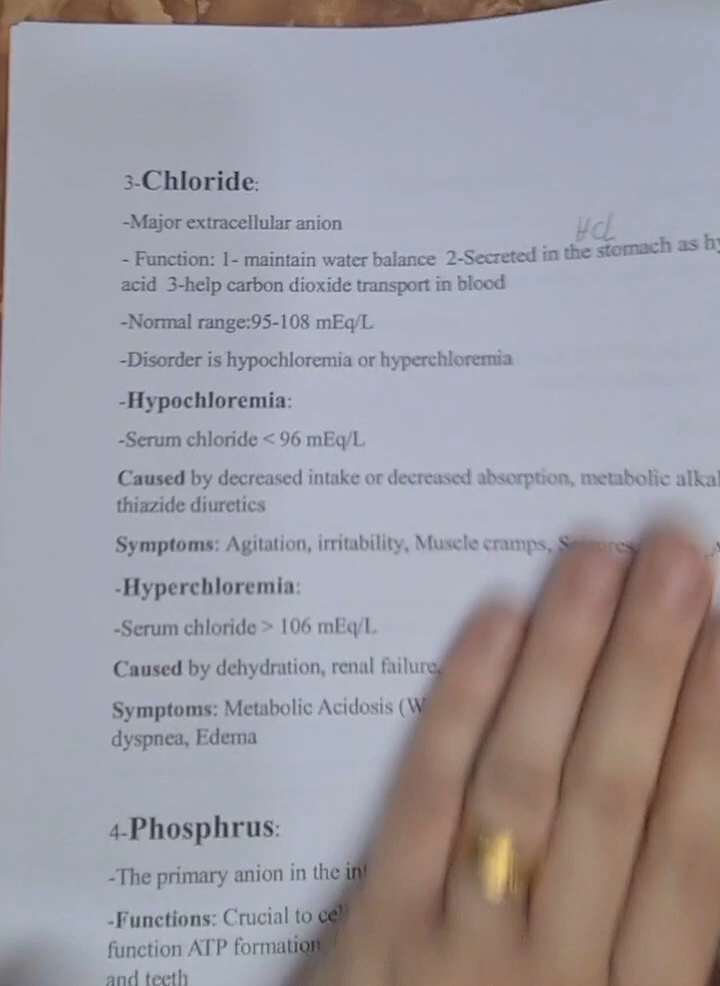 3-Chloride:
-Major extracellular anion
HCL
- Function: 1- maintain water balance 2-Secreted in the stomach as
acid 3-help carbon dioxide transport in blood
-Normal range:95-108 mEq/L
-Disorder is hypochloremia or hyperchloremia
-Hypochloremia:
-Serum chloride < 96 mEq/L
Caused by decreased intake or decreased absorption, metabolic
thiazide diuretics
Symptoms: Agitation, irritability, Muscle cramps,
-Hyperchloremia:
-Serum chloride > 106 mEq/L
Caused by dehydration, renal failure,
Symptoms: Metabolic Acidosis (
dyspnea, Edema
4-Phosphrus:
-The primary anion in the
-Functions: Crucial to
function ATP formation
and teeth